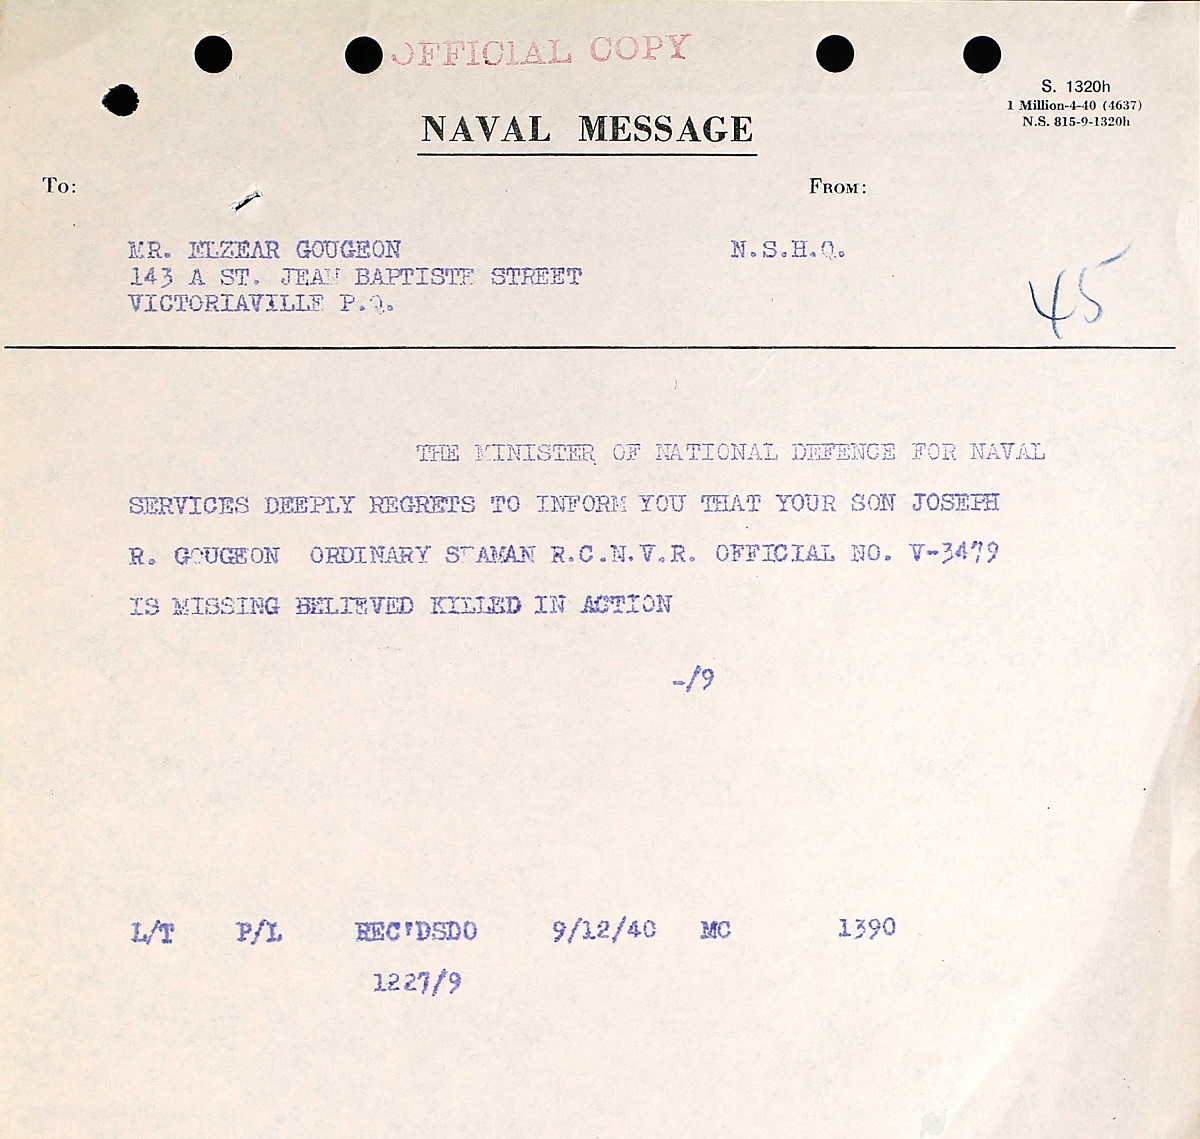 OFFICIAL COPY
S. 1320h
1 Million-4-40 (4637)
N.S. 815-9-1320h
NAVAL MESSAGE
To:
FROM:
MR. ELZEAR GOUGEON
N.S.H.Q.
143 A ST. JEAN BAPTISTE STREET
VICTORIAVILLE P.Q.
45
THE MINISTER OF NATIONAL DEFENCE FOR NAVAL
SERVICES DEEPLY REGRETS TO INFORM YOU THAT YOUR SON JOSEPH
R. GOUGEON ORDINARY SEAMAN R.C.N.V.R. OFFICIAL NO. V-3479
IS MISSING BELIEVED KILLED IN ACTION
-/9
L/T P/L REC'DSDO 9/12/40 MC 1390
1227/9